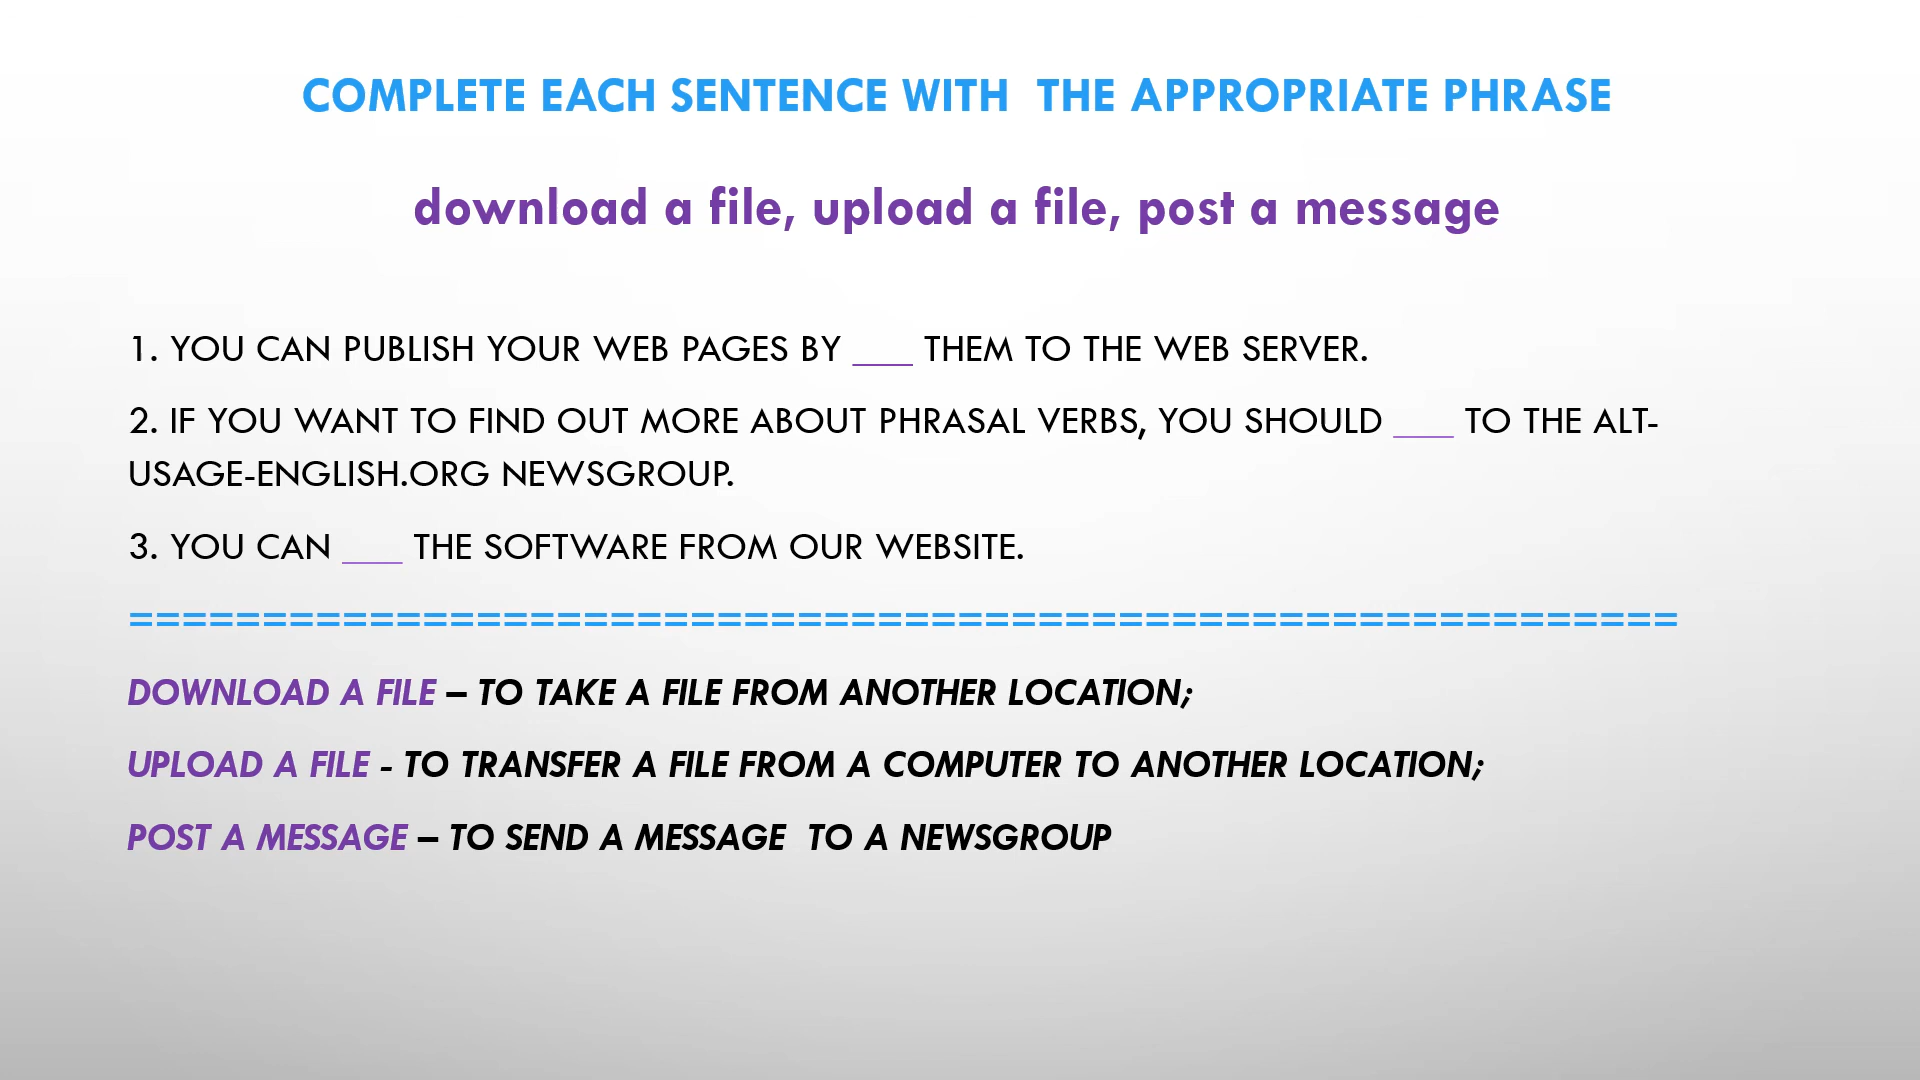 COMPLETE EACH SENTENCE WITH  THE APPROPRIATE PHRASE
download a file, upload a file, post a message
1. YOU CAN PUBLISH YOUR WEB PAGES BY ____ THEM TO THE WEB SERVER.
2. IF YOU WANT TO FIND OUT MORE ABOUT PHRASAL VERBS, YOU SHOULD ____ TO THE ALT-
USAGE-ENGLISH.ORG NEWSGROUP.
3. YOU CAN ____ THE SOFTWARE FROM OUR WEBSITE.
==========================================================
DOWNLOAD A FILE – TO TAKE A FILE FROM ANOTHER LOCATION;
UPLOAD A FILE - TO TRANSFER A FILE FROM A COMPUTER TO ANOTHER LOCATION;
POST A MESSAGE – TO SEND A MESSAGE  TO A NEWSGROUP